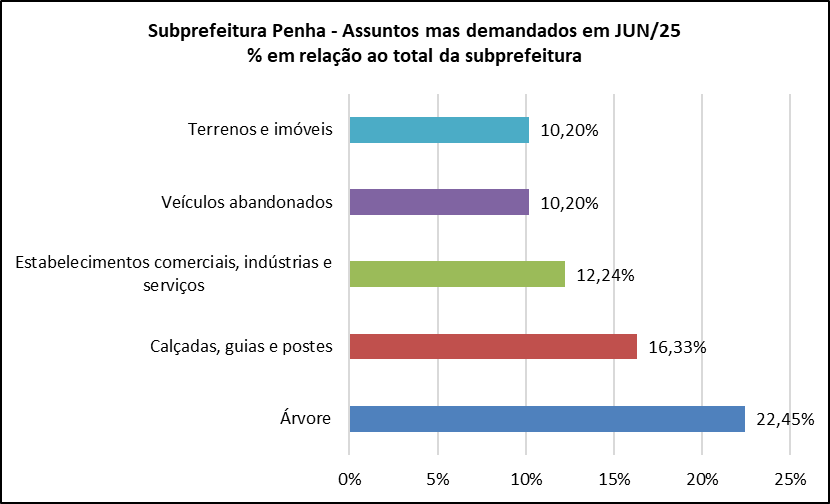 Subprefeitura Penha - Assuntos mas demandados em JUN/25
% em relação ao total da subprefeitura
Terrenos e imóveis
10,20%
Veículos abandonados
10,20%
Estabelecimentos comerciais, indústrias e
serviços
12,24%
Calçadas, guias e postes
16,33%
Árvore
22,45%
0%
5%
10%
15%
20%
25%